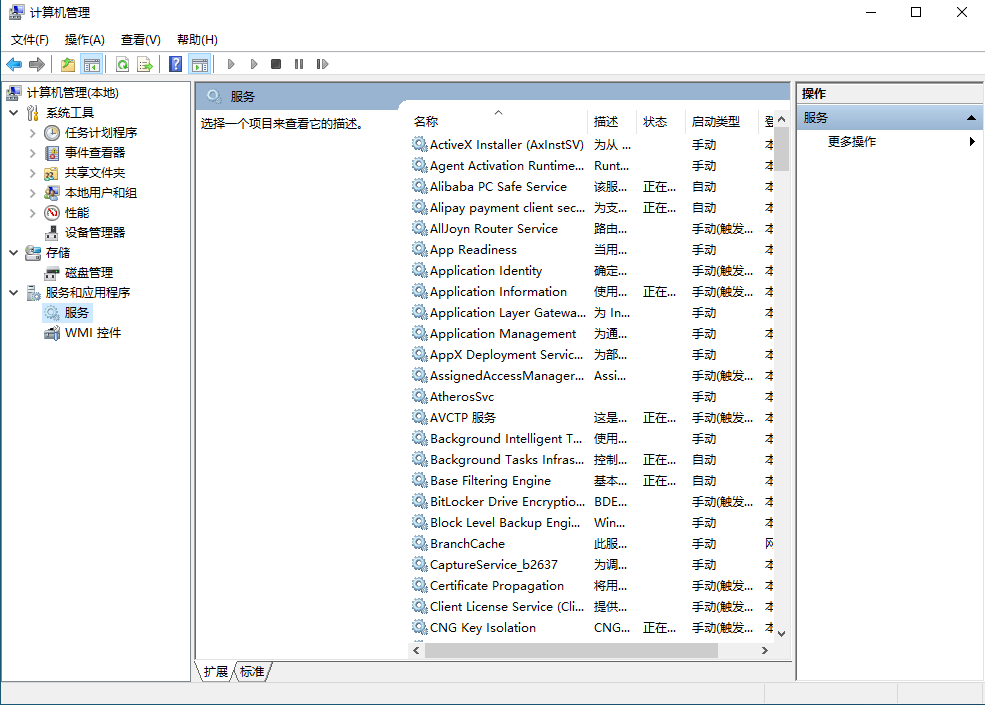 计算机管理
文件(F) 操作(A) 查看(V) 帮助(H)
计算机管理(本地)
系统工具
任务计划程序
事件查看器
共享文件夹
本地用户和组
性能
设备管理器
存储
磁盘管理
服务和应用程序
服务
WMI 控件
服务
选择一个项目来查看它的描述。
名称 描述 状态 启动类型 登
ActiveX Installer (AxInstSV) 为从 ... 手动 本
Agent Activation Runtime... Runt... 手动 本
Alibaba PC Safe Service 该服... 正在... 自动 本
Alipay payment client sec... 为支... 正在... 自动 本
AllJoyn Router Service 路由... 手动(触发... 本
App Readiness 当用... 手动 本
Application Identity 确定... 手动(触发... 本
Application Information 使用... 正在... 手动(触发... 本
Application Layer Gatewa... 为 In... 手动 本
Application Management 为通... 手动 本
AppX Deployment Servic... 为部... 手动 本
AssignedAccessManager... Assi... 手动(触发... 本
AtherosSvc 手动 本
AVCTP 服务 这是... 正在... 手动(触发... 本
Background Intelligent T... 使用... 手动 本
Background Tasks Infras... 控制... 正在... 自动 本
Base Filtering Engine 基本... 正在... 自动 本
BitLocker Drive Encryptio... BDE... 手动(触发... 本
Block Level Backup Engi... Win... 手动 本
BranchCache 此服... 手动 网
CaptureService_b2637 为调... 手动 本
Certificate Propagation 将用... 手动(触发... 本
Client License Service (Cli... 提供... 手动(触发... 本
CNG Key Isolation CNG... 正在... 手动(触发... 本
扩展 标准
操作
服务
更多操作